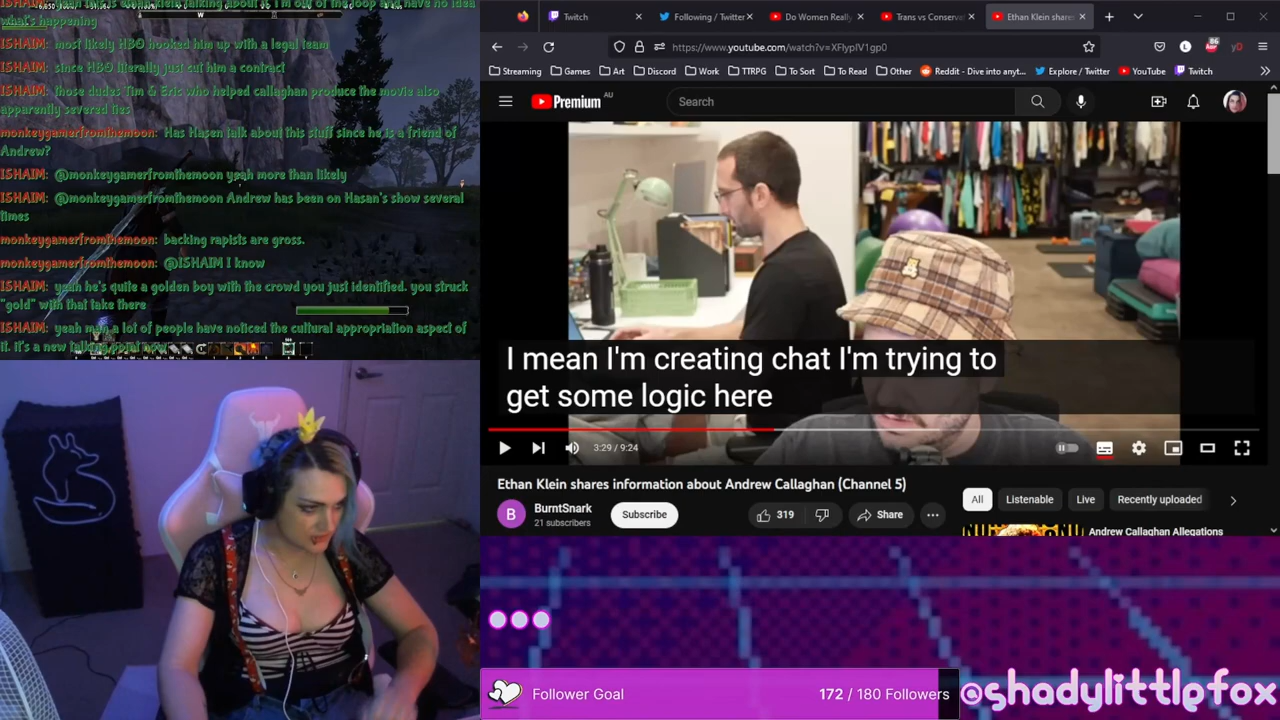 what's happening
ISHAIM: most likely HBO hooked him up with a legal team
ISHAIM: since HBO literally just cut him a contract
ISHAIM: those dudes Tim & Eric who helped callaghan produce the movie also
apparently severed ties
monkeygamerfromthemoon: Has Hasen talk about this stuff since he is a friend of
Andrew?
ISHAIM: @monkeygamerfromthemoon yeah more than likely
ISHAIM: @monkeygamerfromthemoon Andrew has been on Hasan's show several
times
monkeygamerfromthemoon: backing rapists are gross.
monkeygamerfromthemoon: @ISHAIM I know
ISHAIM: yeah he's quite a golden boy with the crowd you just identified. you struck
"gold" with that take there
ISHAIM: yeah man a lot of people have noticed the cultural appropriation aspect of
it. it's a new talking point now
W
Twitch
Following / Twitter
Do Women Really
Trans vs Conserva
Ethan Klein shares
https://www.youtube.com/watch?v=XFlypIV1gp0
Streaming
Games
Art
Discord
Work
TTRPG
To Sort
To Read
Other
Reddit - Dive into anyt...
Explore / Twitter
YouTube
Twitch
Premium
AU
Search
I mean I'm creating chat I'm trying to
get some logic here
3:29 / 9:24
Ethan Klein shares information about Andrew Callaghan (Channel 5)
B
BurntSnark
21 subscribers
Subscribe
319
Share
All
Listenable
Live
Recently uploaded
Andrew Callaghan Allegations
Follower Goal
172 / 180 Followers
@shadylittlefox